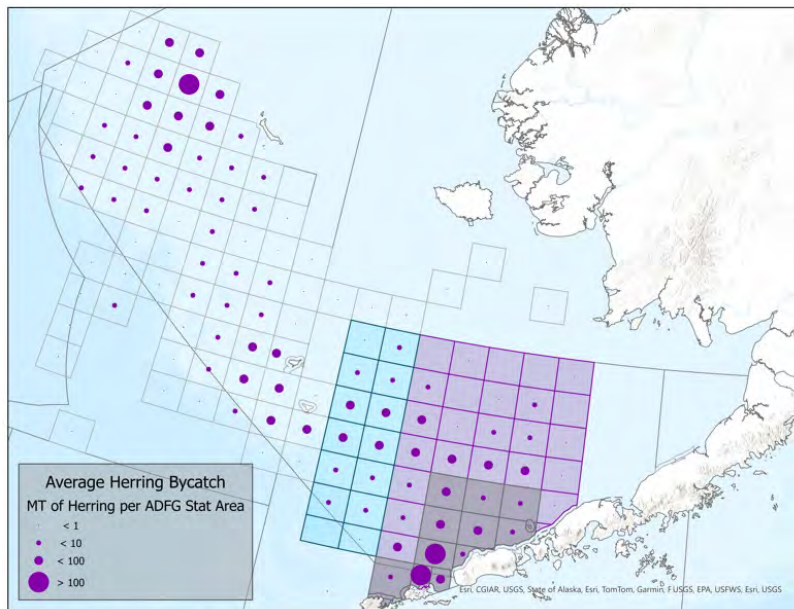 Average Herring Bycatch
MT of Herring per ADFG Stat Area
< 1
< 10
< 100
> 100
Esri, CGIAR, USGS, State of Alaska, Esri, TomTom, Garmin, F USGS, EPA, USFWS, Esri, USGS